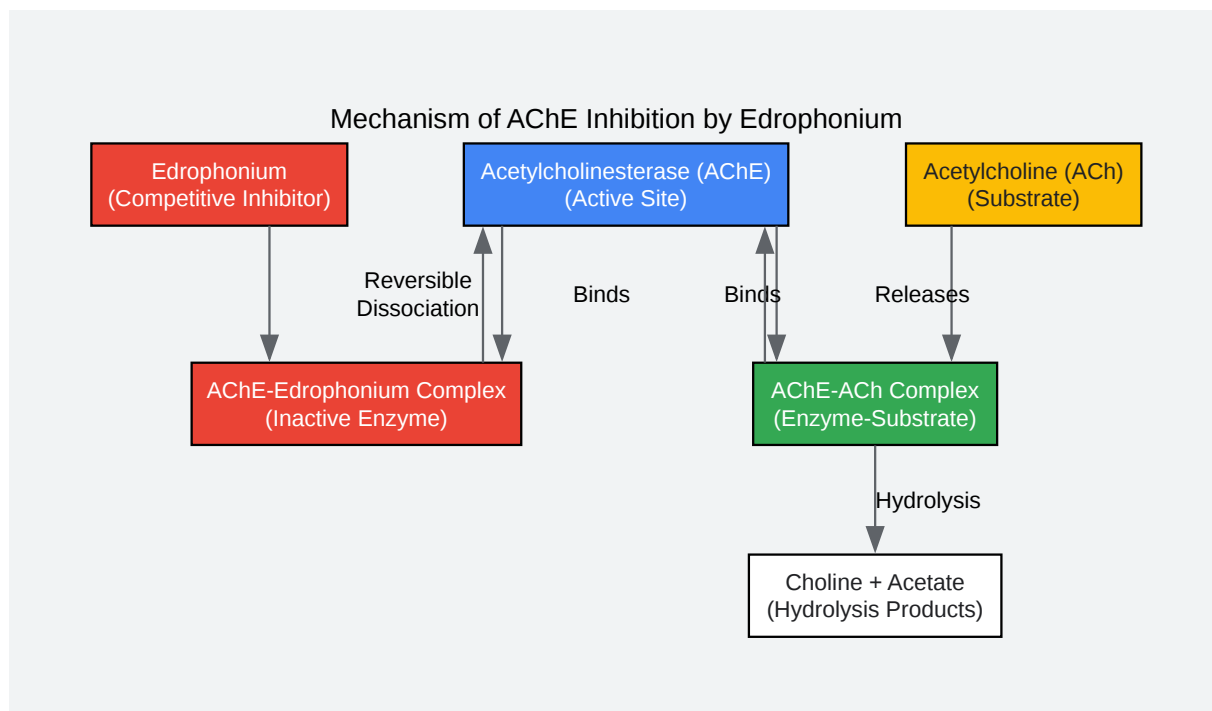 Mechanism of AChE Inhibition by Edrophonium
Edrophonium
(Competitive Inhibitor)
Acetylcholinesterase (AChE)
(Active Site)
Acetylcholine (ACh)
(Substrate)
Reversible
Dissociation
Binds
Binds
Releases
AChE-Edrophonium Complex
(Inactive Enzyme)
AChE-ACh Complex
(Enzyme-Substrate)
Hydrolysis
Choline + Acetate
(Hydrolysis Products)